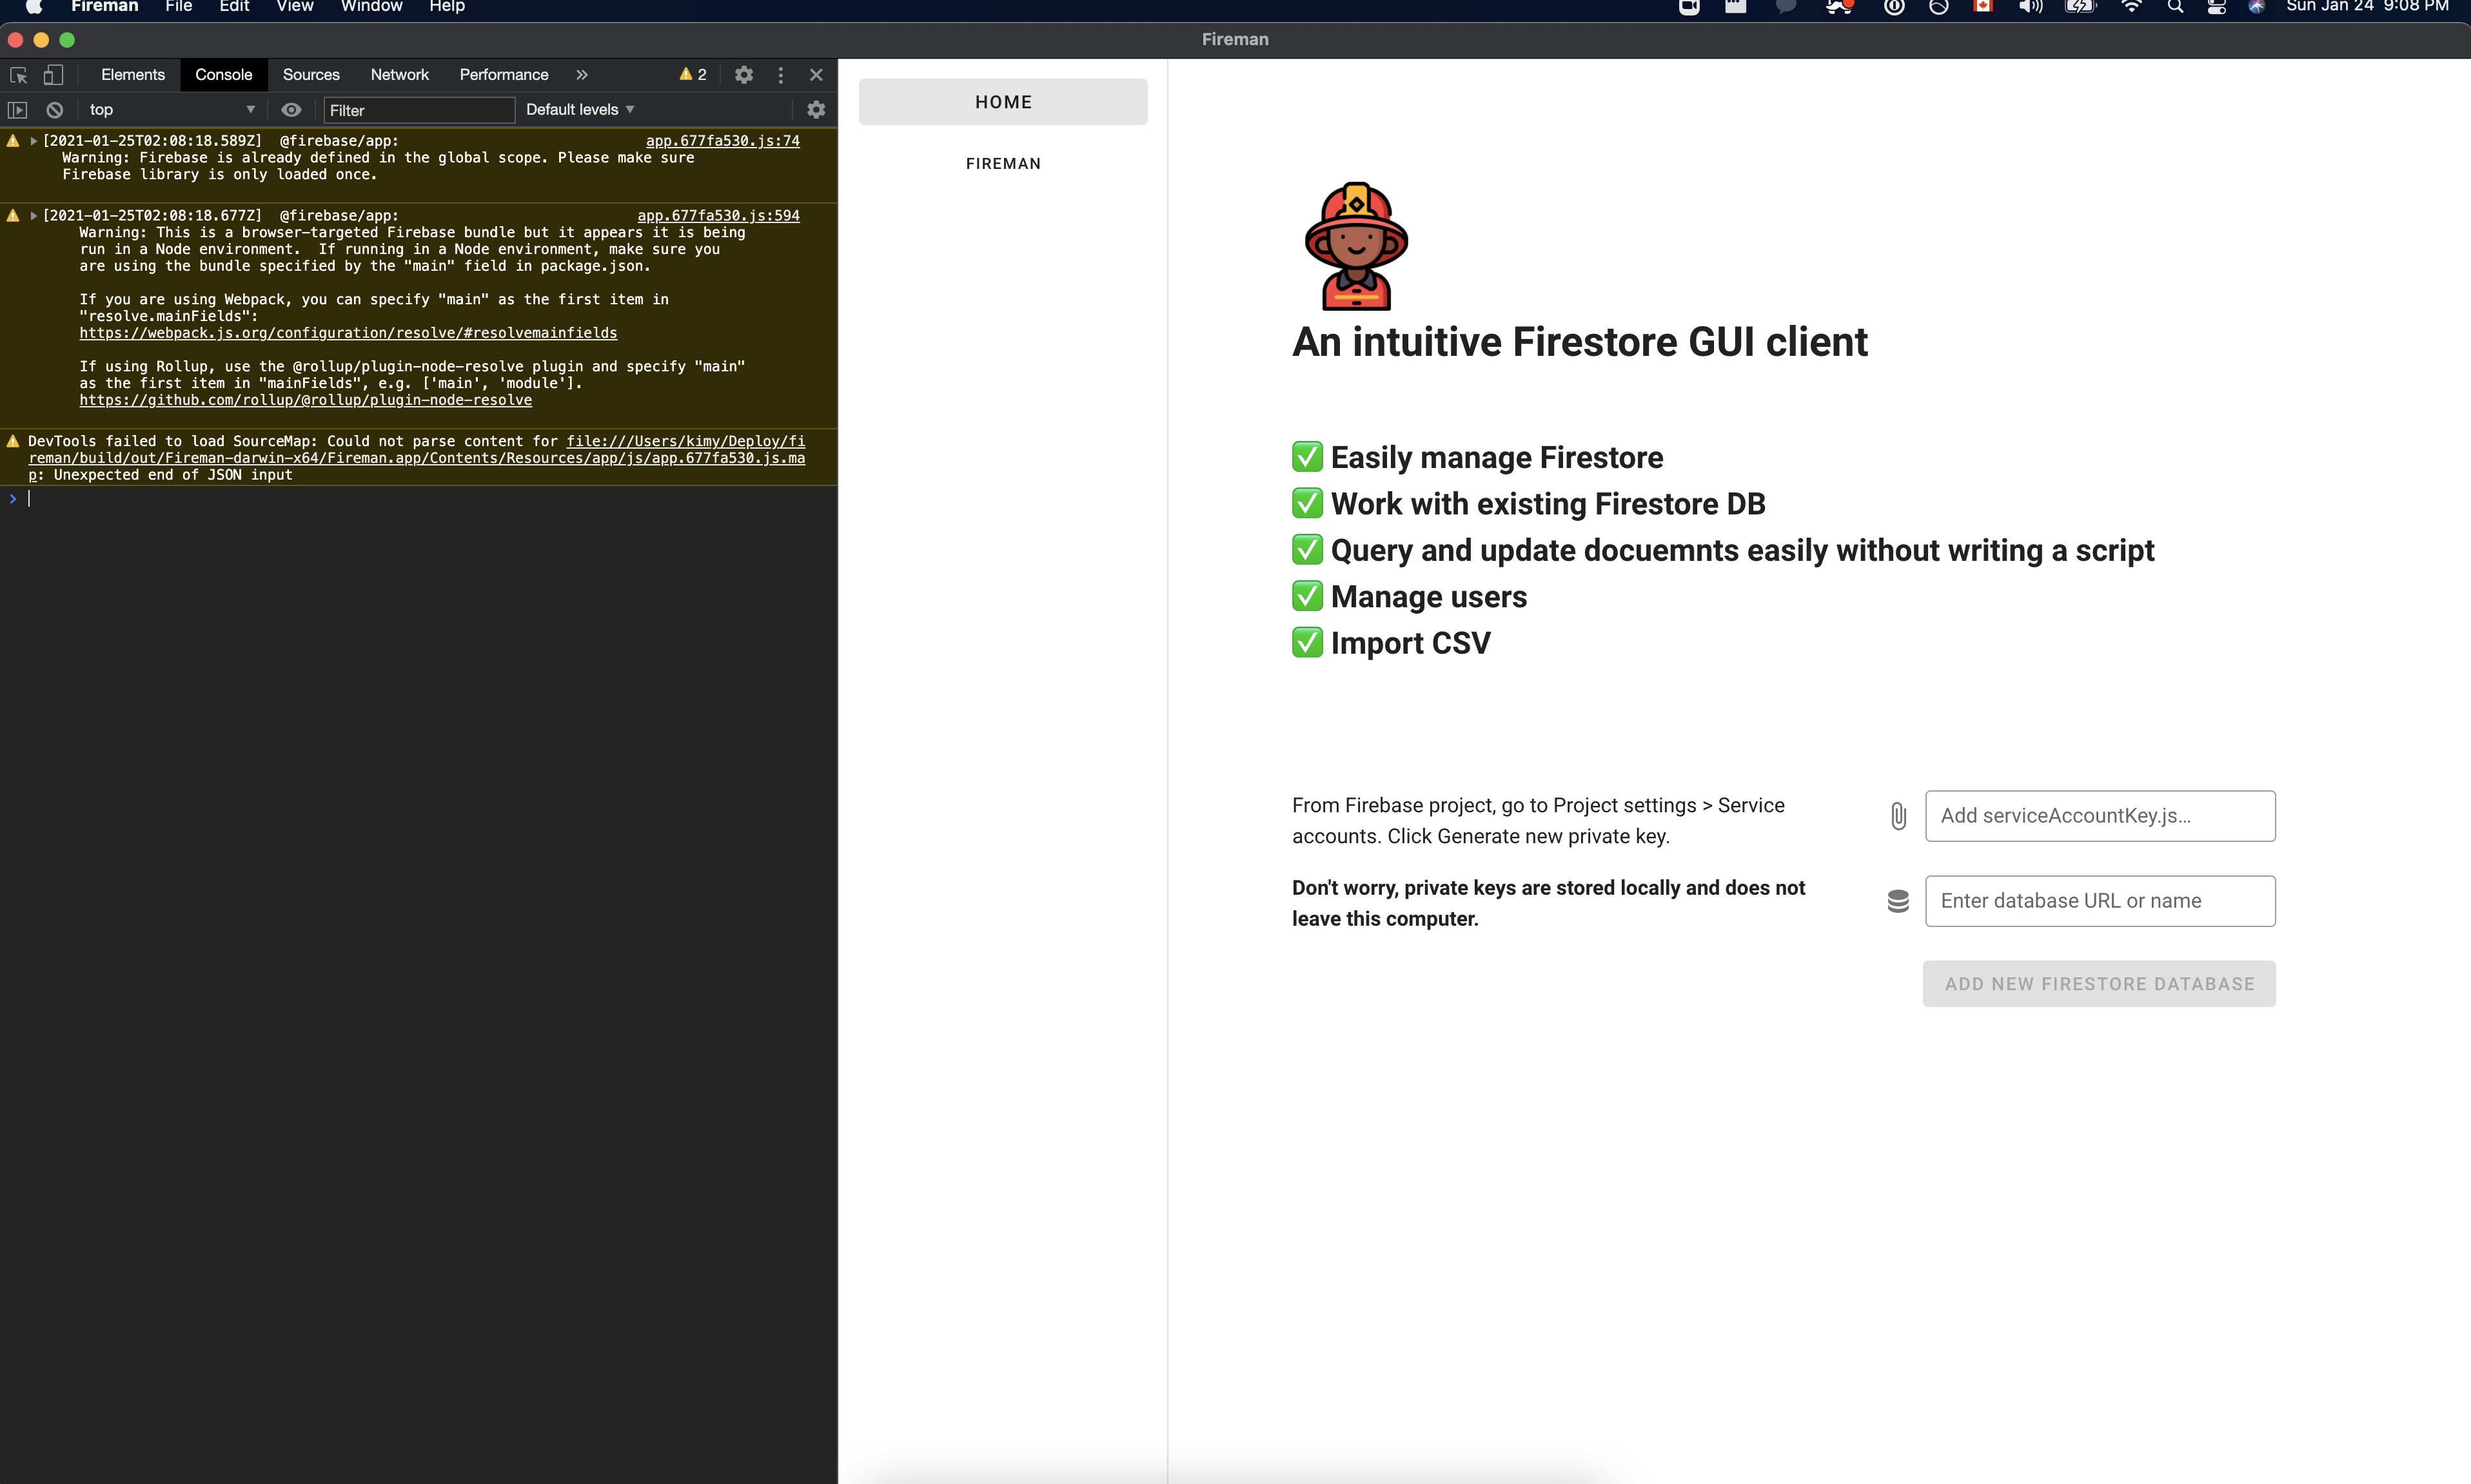 Fireman File Edit View Window Help
Sun Jan 24 9:08 PM
Fireman
Elements Console Sources Network Performance » 2
top Filter Default levels
[2021-01-25T02:08:18.589Z] @firebase/app: app.677fa530.js:74
Warning: Firebase is already defined in the global scope. Please make sure
Firebase library is only loaded once.
[2021-01-25T02:08:18.677Z] @firebase/app: app.677fa530.js:594
Warning: This is a browser-targeted Firebase bundle but it appears it is being
run in a Node environment. If running in a Node environment, make sure you
are using the bundle specified by the "main" field in package.json.
If you are using Webpack, you can specify "main" as the first item in
"resolve.mainFields":
https://webpack.js.org/configuration/resolve/#resolvemainfields
If using Rollup, use the @rollup/plugin-node-resolve plugin and specify "main"
as the first item in "mainFields", e.g. ['main', 'module'].
https://github.com/rollup/@rollup/plugin-node-resolve
DevTools failed to load SourceMap: Could not parse content for file:///Users/kimy/Deploy/fi
reman/build/out/Fireman-darwin-x64/Fireman.app/Contents/Resources/app/js/app.677fa530.js.ma
p: Unexpected end of JSON input
>
HOME
FIREMAN
An intuitive Firestore GUI client
✅ Easily manage Firestore
✅ Work with existing Firestore DB
✅ Query and update docuemnts easily without writing a script
✅ Manage users
✅ Import CSV
From Firebase project, go to Project settings > Service
accounts. Click Generate new private key.
Don't worry, private keys are stored locally and does not
leave this computer.
Add serviceAccountKey.js...
Enter database URL or name
ADD NEW FIRESTORE DATABASE